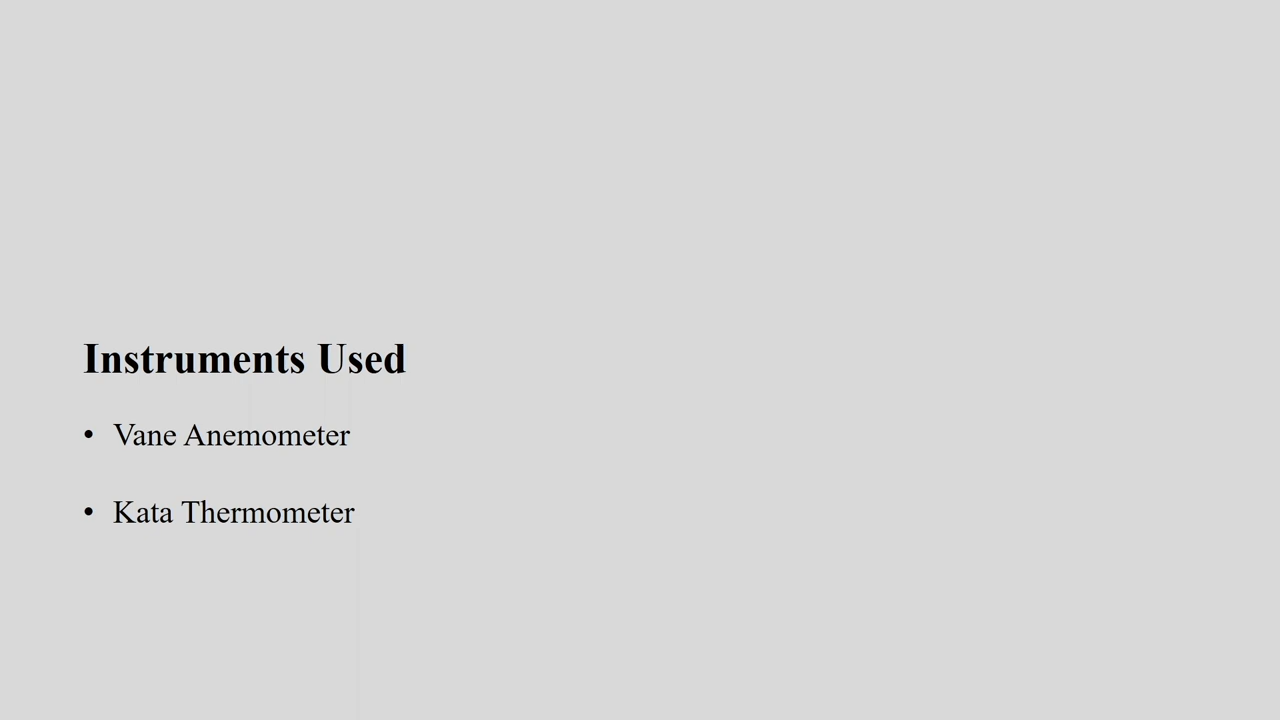 Instruments Used
• Vane Anemometer
• Kata Thermometer